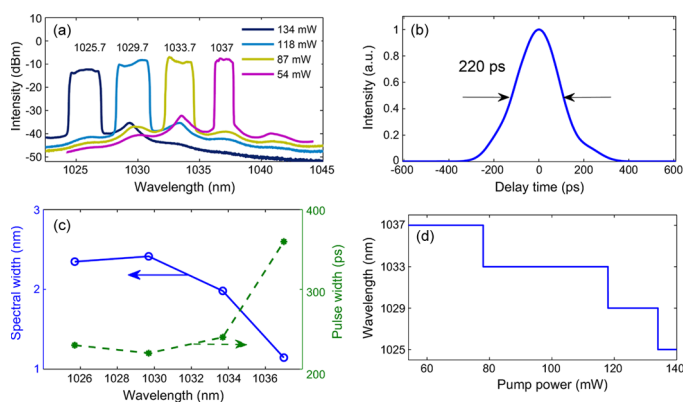 (a)
1025.7 1029.7 1033.7 1037
134 mW
118 mW
87 mW
54 mW
10
0
-10
-20
-30
-40
-50
Intensity (dBm)
1025 1030 1035 1040 1045
Wavelength (nm)
(b)
220 ps
1
0.8
0.6
0.4
0.2
0
Intensity (a.u.)
-600 -400 -200 0 200 400 600
Delay time (ps)
(c)
3
2
1
Spectral width (nm)
400
300
200
Pulse width (ps)
1026 1028 1030 1032 1034 1036
Wavelength (nm)
(d)
1037
1033
1029
1025
Wavelength (nm)
60 80 100 120 140
Pump power (mW)